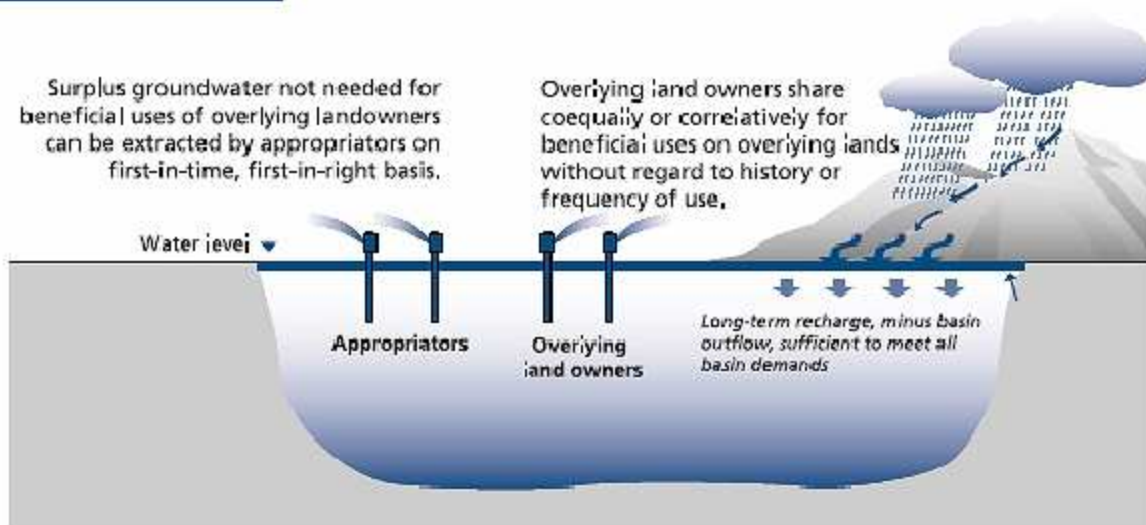 Surplus groundwater not needed for
beneficial uses of overlying landowners
can be extracted by appropriators on
first-in-time, first-in-right basis.
Overlying land owners share
coequally or correlatively for
beneficial uses on overlying lands
without regard to history or
frequency of use.
Water level
Appropriators
Overlying
land owners
Long-term recharge, minus basin
outflow, sufficient to meet all
basin demands